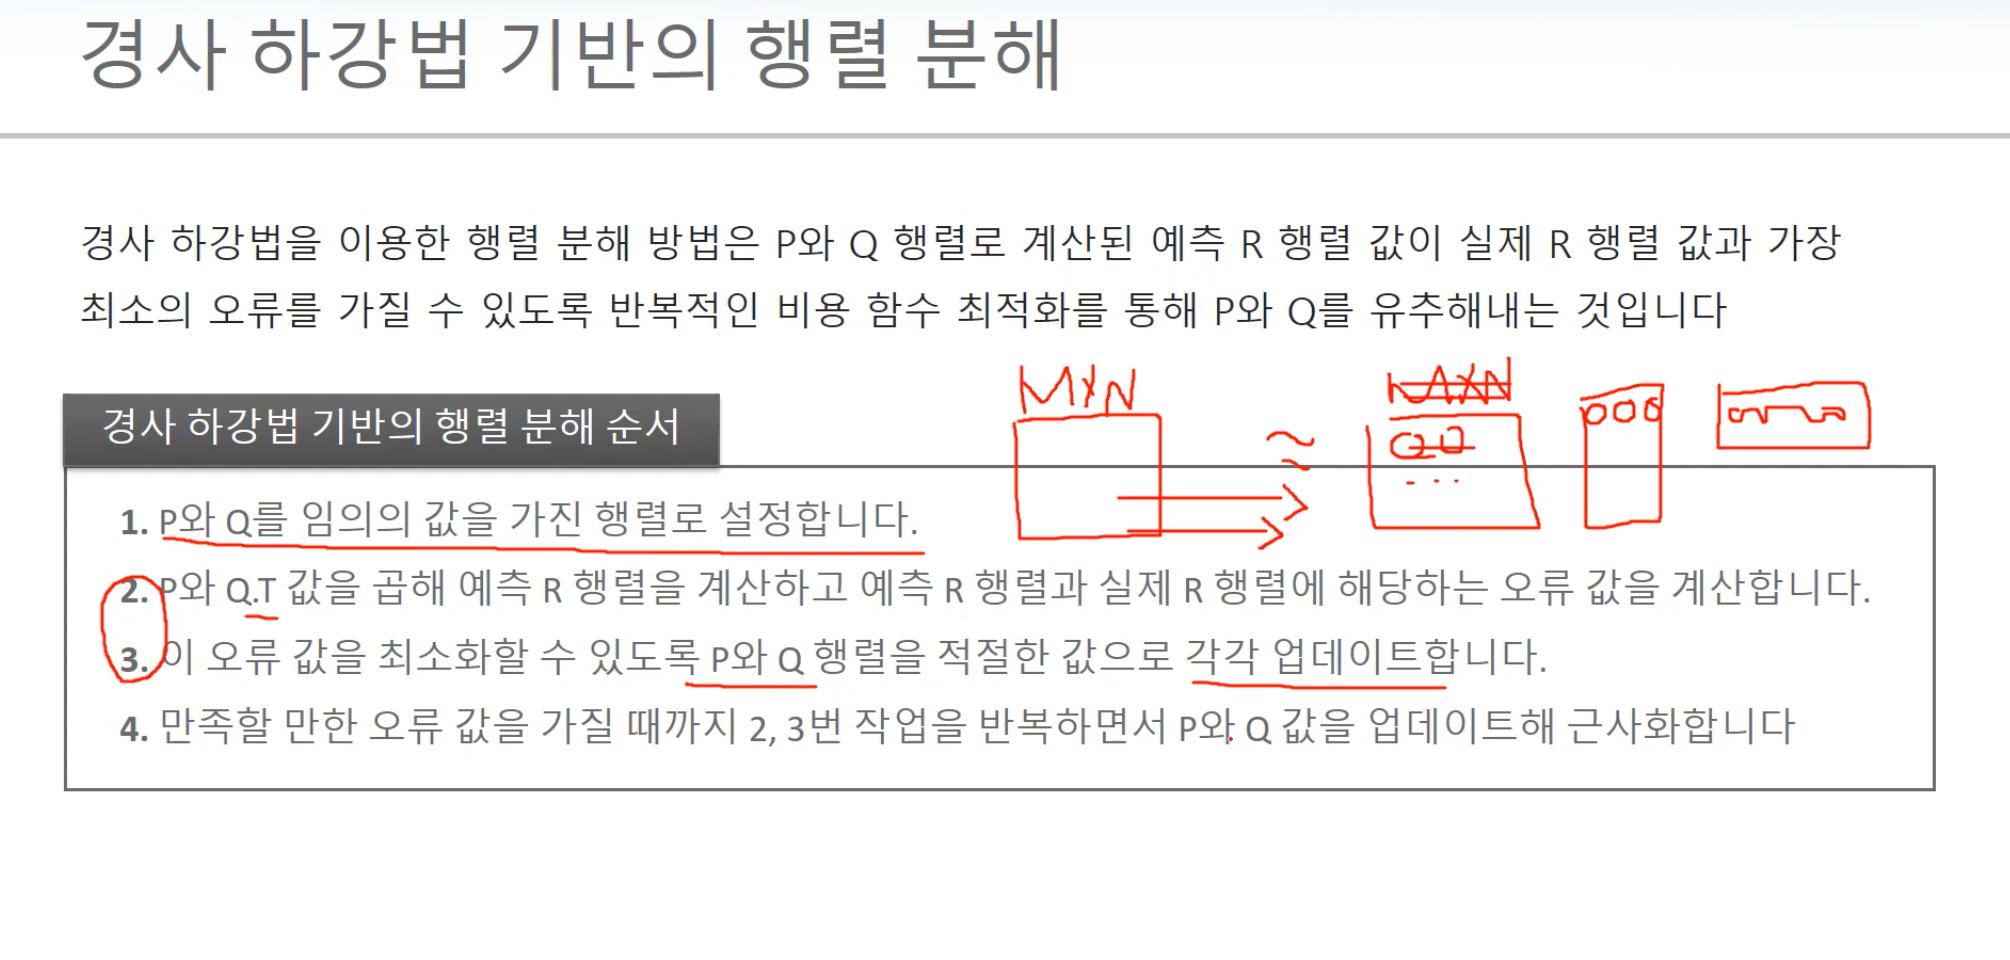 경사 하강법 기반의 행렬 분해
경사 하강법을 이용한 행렬 분해 방법은 P와 Q 행렬로 계산된 예측 R 행렬 값이 실제 R 행렬 값과 가장
최소의 오류를 가질 수 있도록 반복적인 비용 함수 최적화를 통해 P와 Q를 유추해내는 것입니다
MxN
경사 하강법 기반의 행렬 분해 순서
1. P와 Q를 임의의 값을 가진 행렬로 설정합니다.
2. P와 Q.T 값을 곱해 예측 R 행렬을 계산하고 예측 R 행렬과 실제 R 행렬에 해당하는 오류 값을 계산합니다.
3. 이 오류 값을 최소화할 수 있도록 P와 Q 행렬을 적절한 값으로 각각 업데이트합니다.
4. 만족할 만한 오류 값을 가질 때까지 2, 3번 작업을 반복하면서 P와 Q 값을 업데이트해 근사화합니다